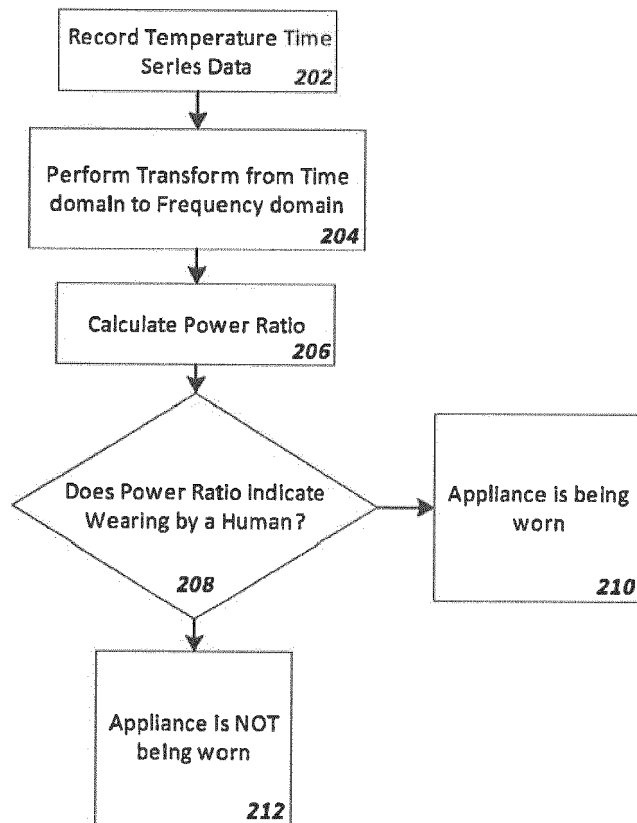 Record Temperature Time
Series Data
202
Perform Transform from Time
domain to Frequency domain
204
Calculate Power Ratio
206
Does Power Ratio indicate
Wearing by a Human?
208
Appliance is being
worn
210
Appliance is NOT
being worn
212